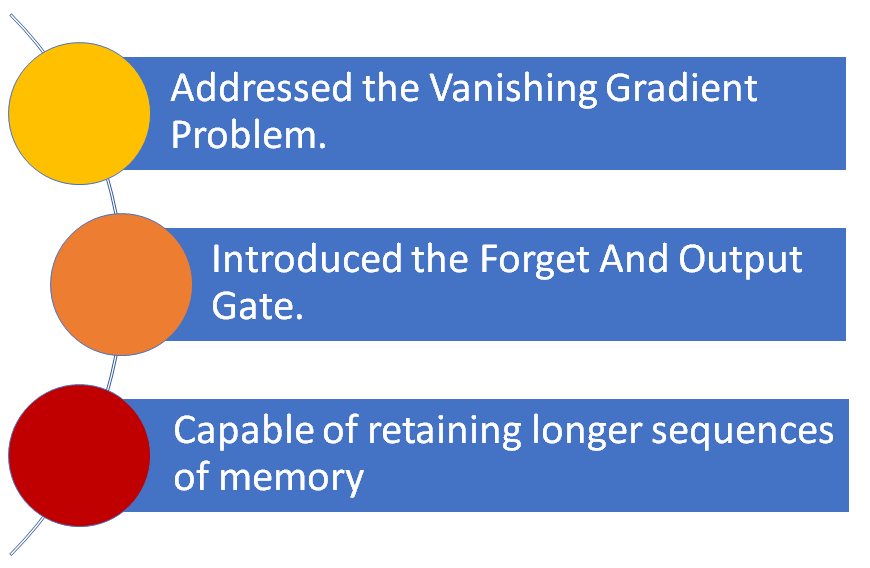 Addressed the Vanishing Gradient
Problem.
Introduced the Forget And Output
Gate.
Capable of retaining longer sequences
of memory